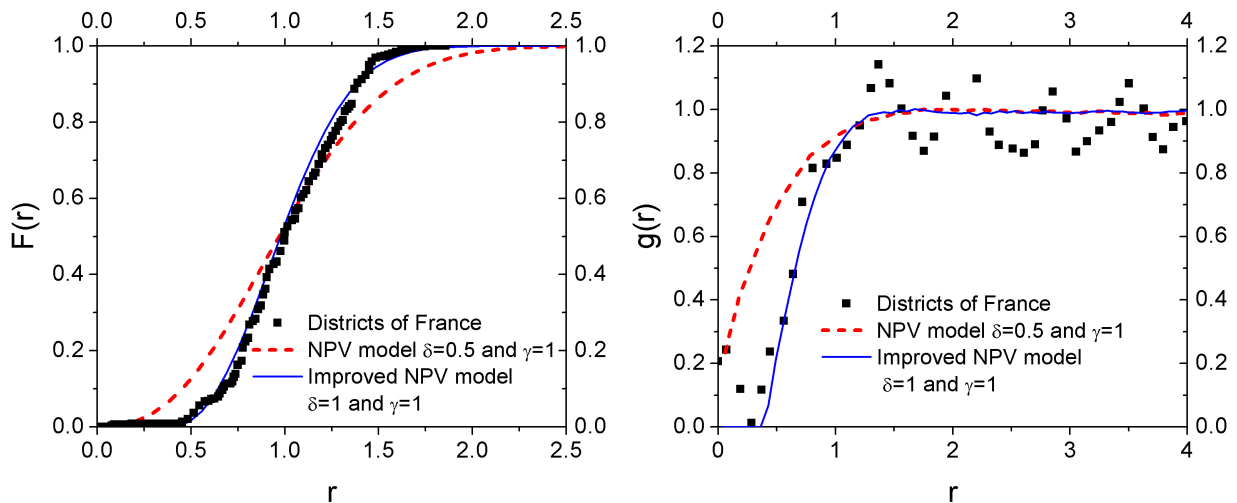 0.0 0.5 1.0 1.5 2.0 2.5
1.0 1.0
0.8 0.8
0.6 0.6
0.4 0.4
0.2 0.2
0.0 0.0
0.0 0.5 1.0 1.5 2.0 2.5
F(r)
r
Districts of France
NPV model δ=0.5 and γ=1
Improved NPV model
δ=1 and γ=1
0 1 2 3 4
1.2 1.2
1.0 1.0
0.8 0.8
0.6 0.6
0.4 0.4
0.2 0.2
0.0 0.0
0 1 2 3 4
g(r)
r
Districts of France
NPV model δ=0.5 and γ=1
Improved NPV model
δ=1 and γ=1